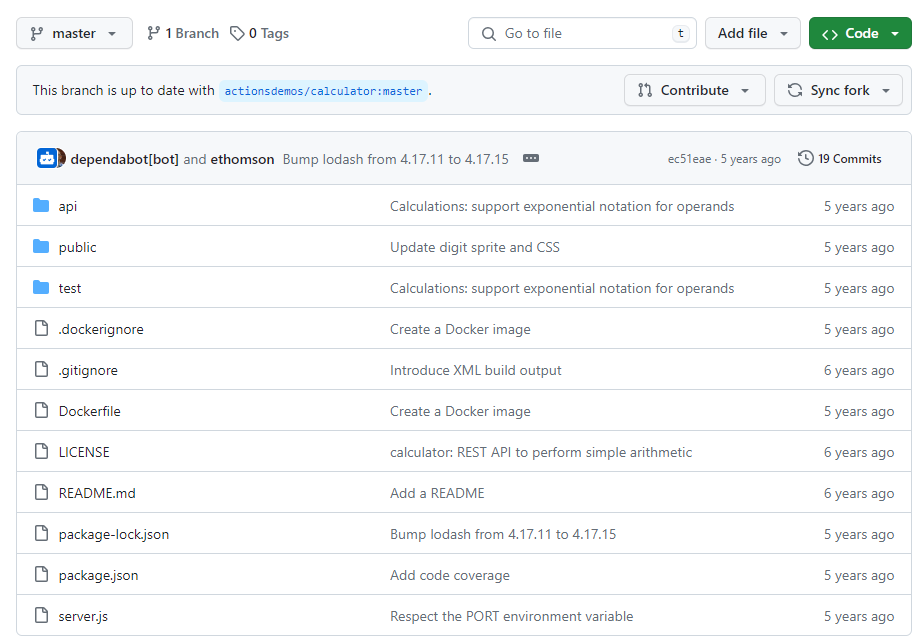 master 1 Branch 0 Tags Go to file t Add file Code
This branch is up to date with actionsdemos/calculator:master . Contribute Sync fork
dependabot[bot] and ethomson Bump lodash from 4.17.11 to 4.17.15 ec51eae · 5 years ago 19 Commits
api Calculations: support exponential notation for operands 5 years ago
public Update digit sprite and CSS 5 years ago
test Calculations: support exponential notation for operands 5 years ago
.dockerignore Create a Docker image 5 years ago
.gitignore Introduce XML build output 6 years ago
Dockerfile Create a Docker image 5 years ago
LICENSE calculator: REST API to perform simple arithmetic 6 years ago
README.md Add a README 6 years ago
package-lock.json Bump lodash from 4.17.11 to 4.17.15 5 years ago
package.json Add code coverage 5 years ago
server.js Respect the PORT environment variable 5 years ago